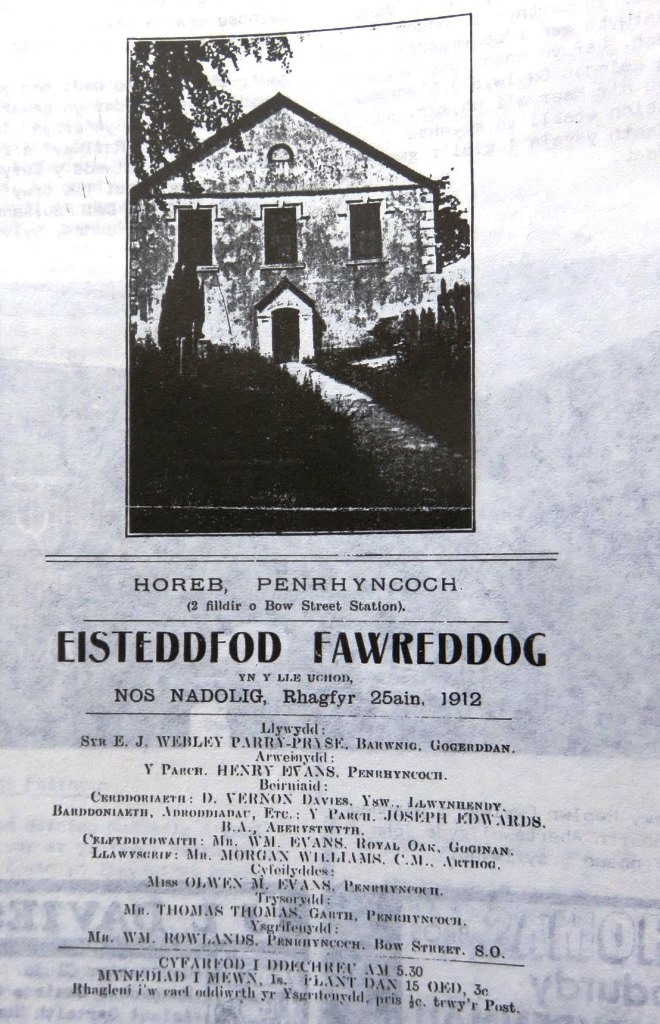 HOREB, PENRHYNCOCH.
(2 filldir o Bow Street Station).
EISTEDDFOD FAWREDDOG
YN Y LLE UCHOD,
NOS NADOLIG, Rhagfyr 25ain, 1912
Llywydd:
SYR E. J. WEBLEY PARRY-PRYSE, BARWNIG, GOGERDDAN.
Arweinydd:
Y PARCH. HENRY EVANS, PENRHYNCOCH.
Beirniaid:
CERDDORIAETH: D. VERNON DAVIES, YSW., LLWYNHENDY.
BARDDONIAETH, ADRODDIADAU, ETC.: Y PARCH. JOSEPH EDWARDS,
B.A., ABERYSTWYTH.
CELFYDDYDWAITH: MR. WM. EVANS, ROYAL OAK, GOGINAN.
LLAWYSGRIF: MR. MORGAN WILLIAMS, C.M., ARTHOG.
Cyfeilyddes:
MISS OLWEN M. EVANS, PENRHYNCOCH.
Trysorydd:
MR. THOMAS THOMAS, GARTH, PENRHYNCOCH.
Ysgrifenydd:
MR. WM. ROWLANDS, PENRHYNCOCH, BOW STREET, S.O.
CYFARFOD I DDECHREU AM 5.30
MYNEDIAD I MEWN, 1s. PLANT DAN 15 OED, 3c
Rhagleni i'w cael oddiwrth yr Ysgrifenydd, pris ½c. trwy'r Post.